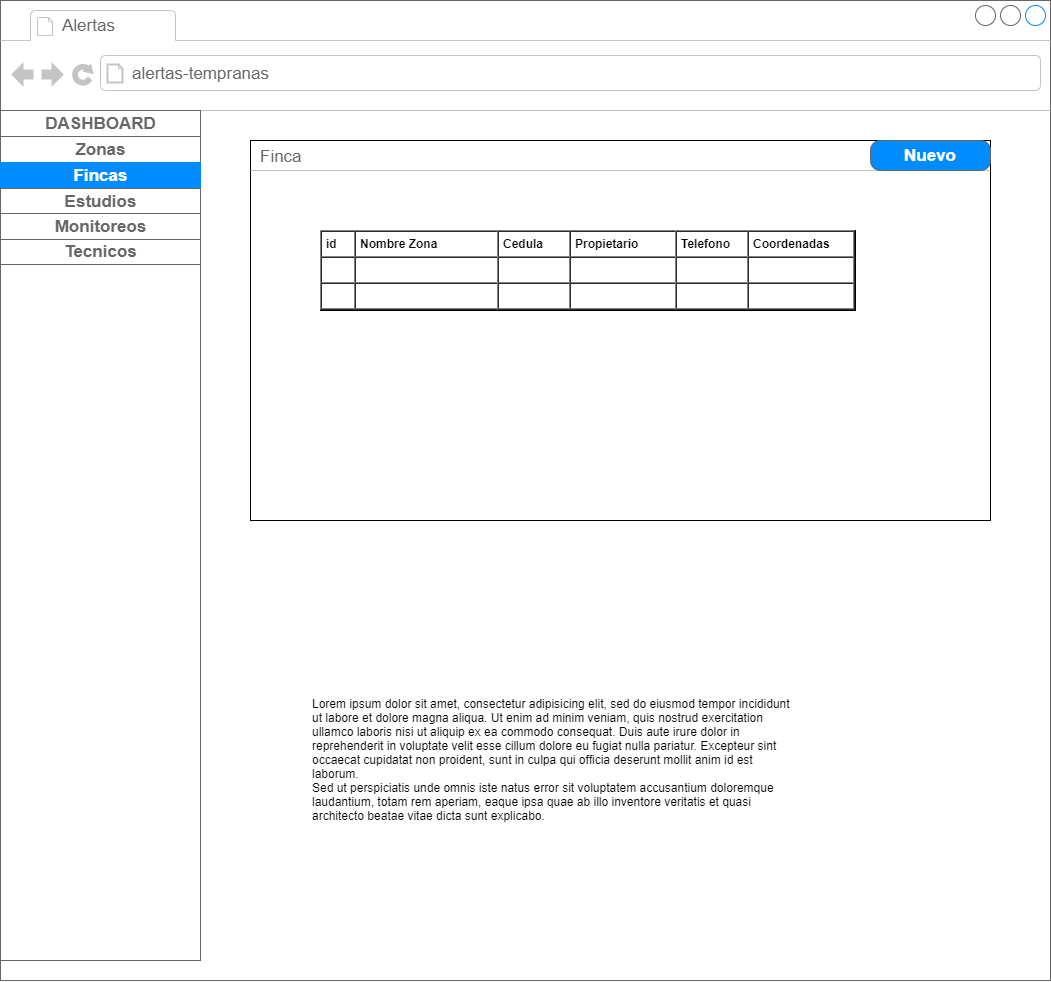 Alertas
alertas-tempranas
DASHBOARD
Zonas
Fincas
Estudios
Monitoreos
Tecnicos
Finca
Nuevo
id Nombre Zona Cedula Propietario Telefono Coordenadas
Lorem ipsum dolor sit amet, consectetur adipisicing elit, sed do eiusmod tempor incididunt
ut labore et dolore magna aliqua. Ut enim ad minim veniam, quis nostrud exercitation
ullamco laboris nisi ut aliquip ex ea commodo consequat. Duis aute irure dolor in
reprehenderit in voluptate velit esse cillum dolore eu fugiat nulla pariatur. Excepteur sint
occaecat cupidatat non proident, sunt in culpa qui officia deserunt mollit anim id est
laborum.
Sed ut perspiciatis unde omnis iste natus error sit voluptatem accusantium doloremque
laudantium, totam rem aperiam, eaque ipsa quae ab illo inventore veritatis et quasi
architecto beatae vitae dicta sunt explicabo.